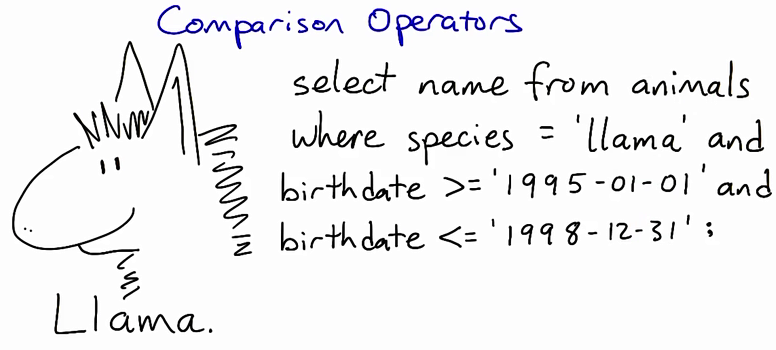 Comparison Operators
select name from animals
where species = 'llama' and
birthdate >= '1995-01-01' and
birthdate <= '1998-12-31';
Llama.